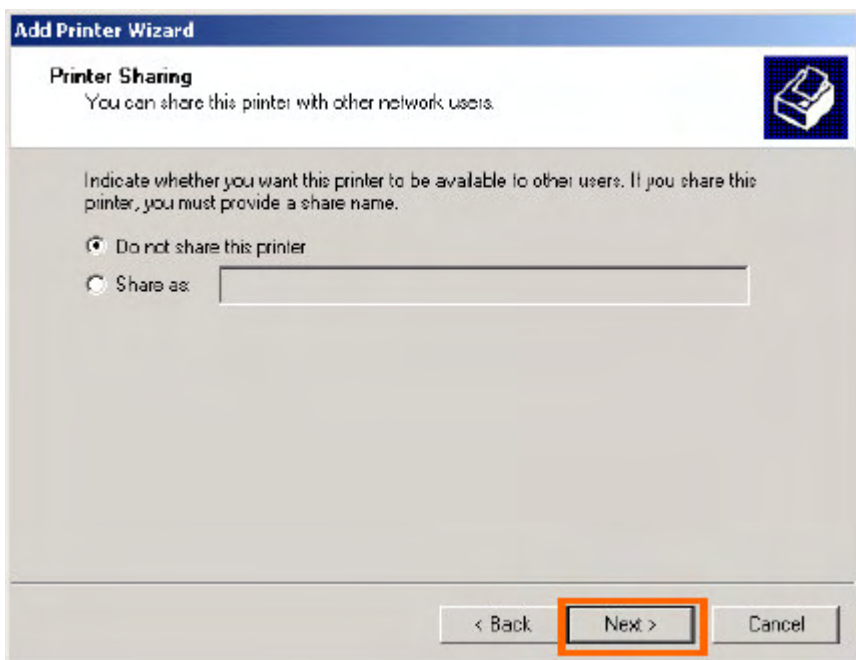 Add Printer Wizard
Printer Sharing
You can share this printer with other network users.
Indicate whether you want this printer to be available to other users. If you share this
printer, you must provide a share name.
Do not share this printer
Share as:
< Back
Next >
Cancel